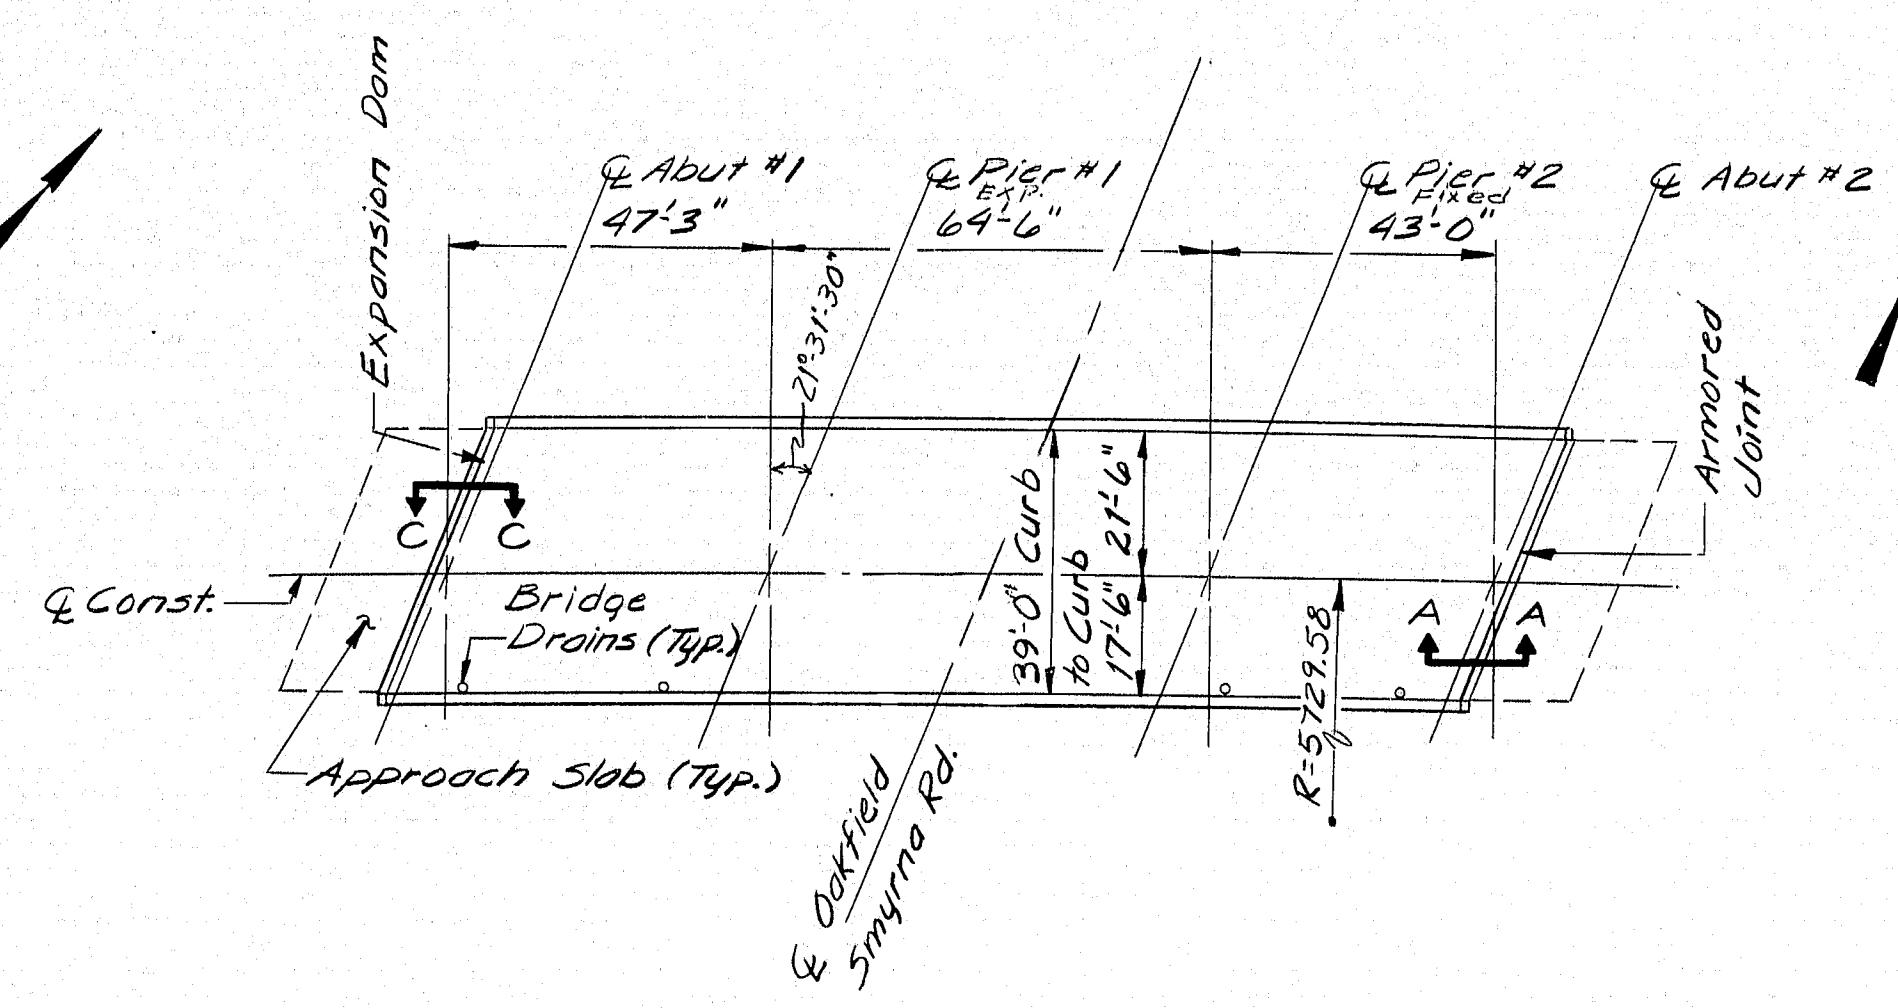 Expansion Dam
℄ Abut #1
47'-3"
℄ Pier #1
Exp.
64'-6"
℄ Pier #2
Fixed
43'-0"
℄ Abut #2
21°-31'-30"
Armored
Joint
C C
39'-0" Curb
to Curb
21'-6"
17'-6"
℄ Const.
Bridge
Drains (Typ.)
A A
R=5729.58
Approach Slab (Typ.)
℄ Oakfield
Smyrna Rd.